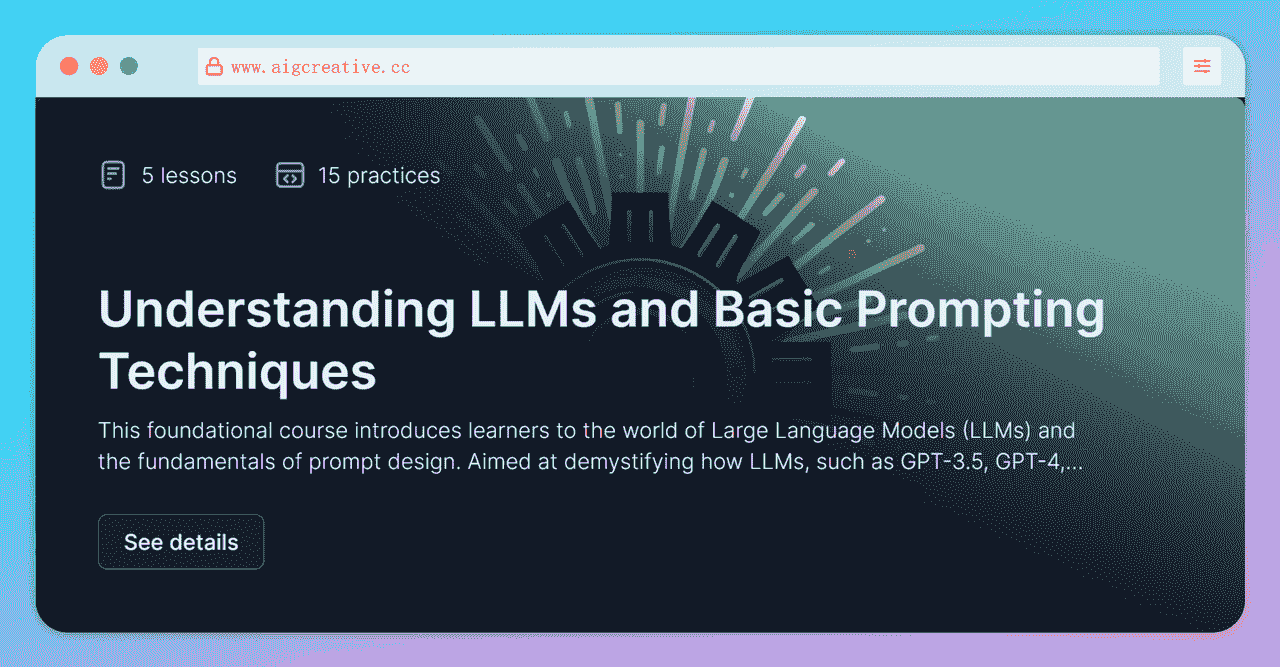 www.aigcreative.cc
5 lessons 15 practices
Understanding LLMs and Basic Prompting
Techniques
This foundational course introduces learners to the world of Large Language Models (LLMs) and
the fundamentals of prompt design. Aimed at demystifying how LLMs, such as GPT-3.5, GPT-4,...
See details